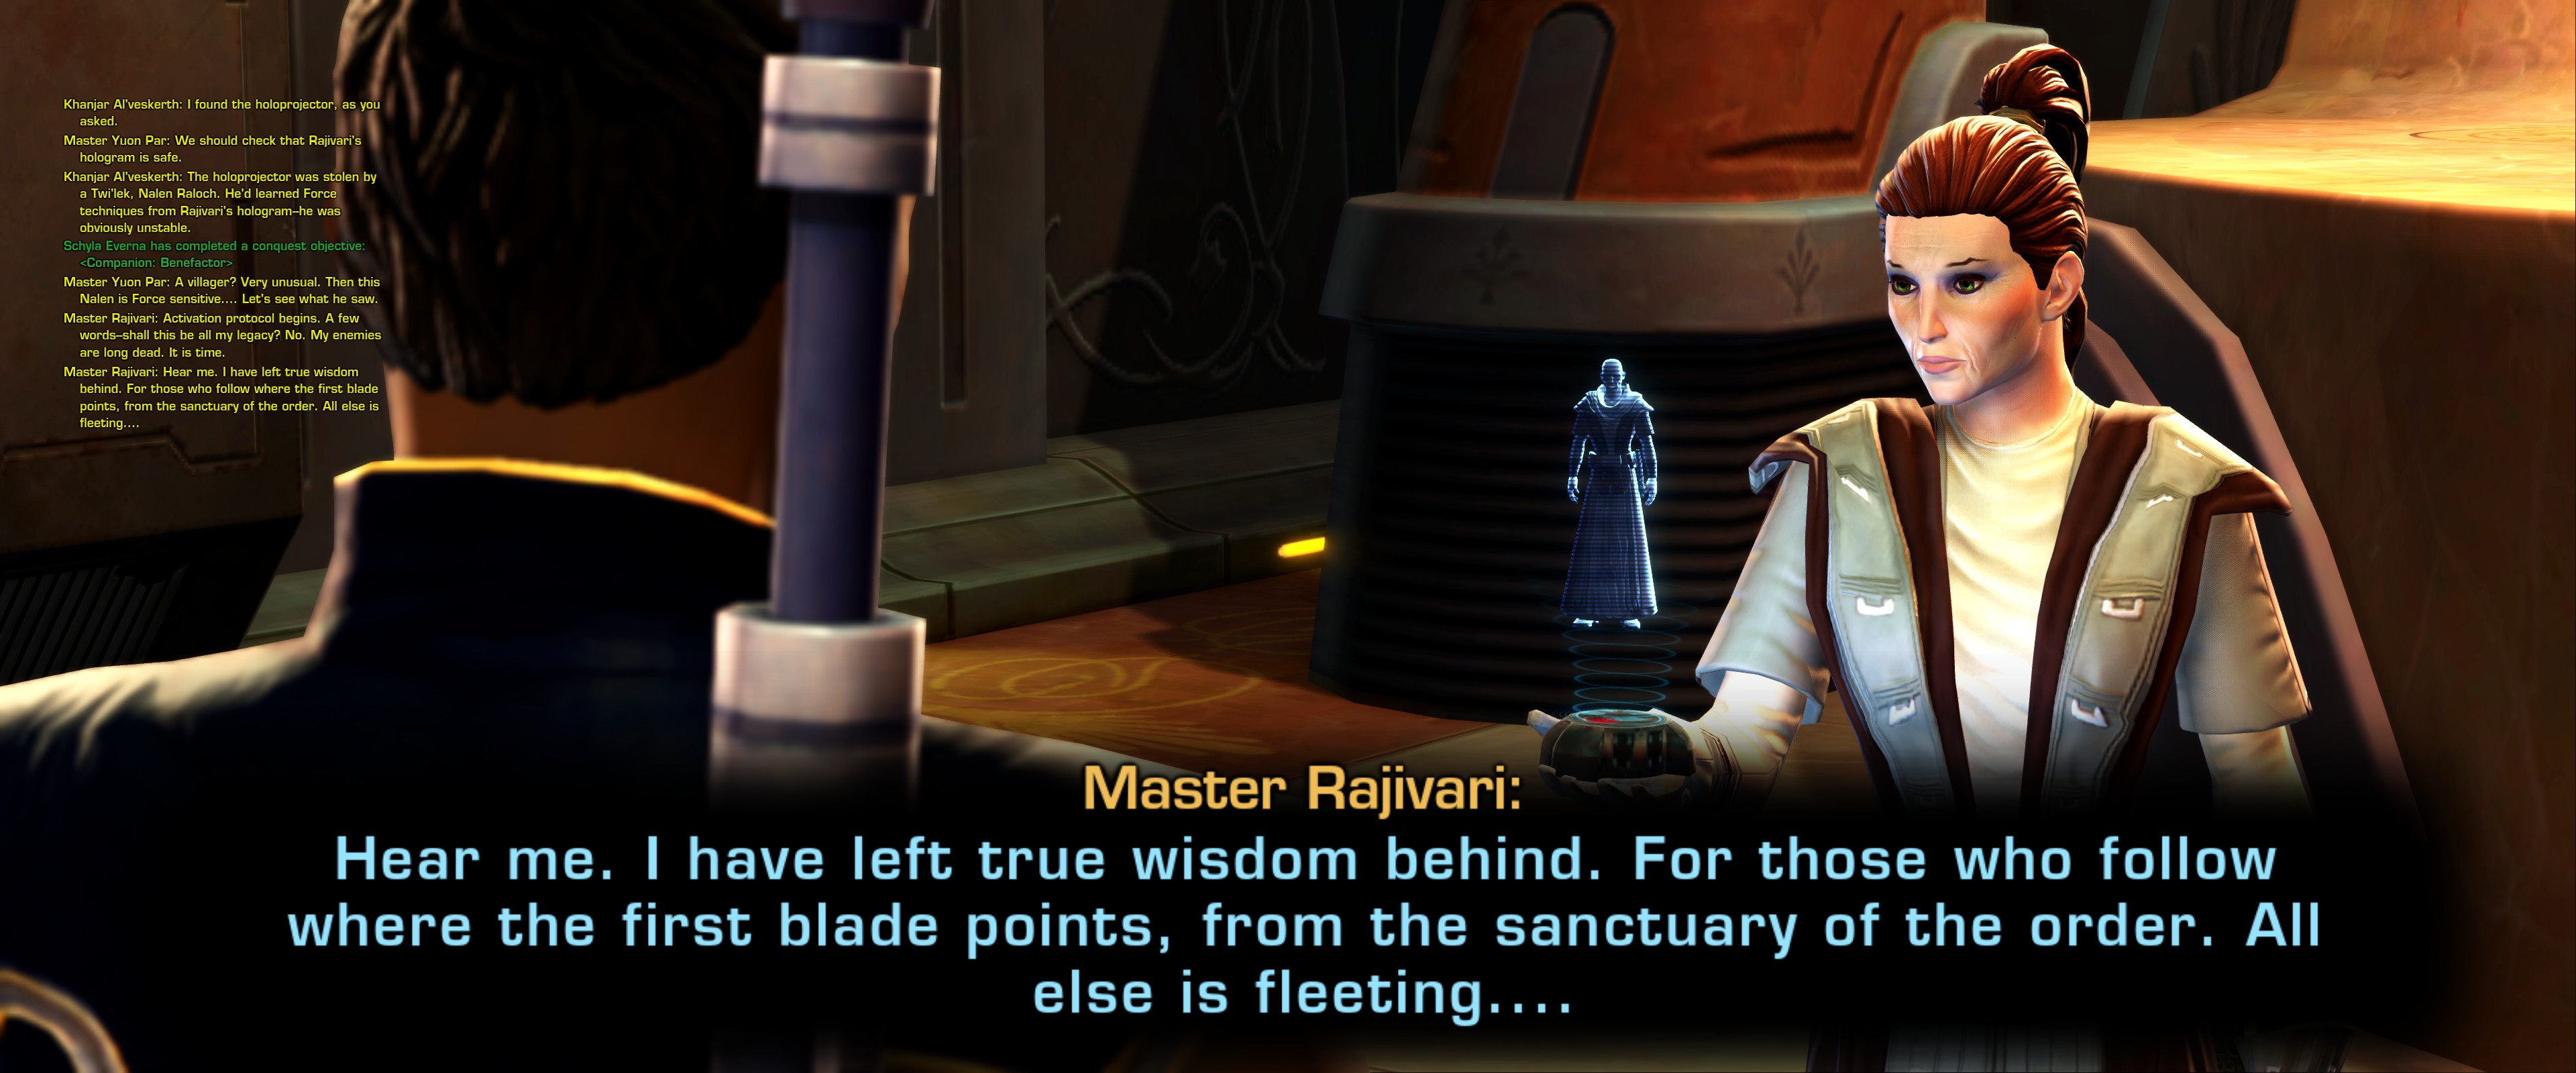 Khanjar Al'veskerth: I found the holoprojector, as you
asked.
Master Yuon Par: We should check that Rajivari's
hologram is safe.
Khanjar Al'veskerth: The holoprojector was stolen by
a Twi'lek, Nalen Raloch. He'd learned Force
techniques from Rajivari's hologram–he was
obviously unstable.
Schyla Everna has completed a conquest objective:
<Companion: Benefactor>
Master Yuon Par: A villager? Very unusual. Then this
Nalen is Force sensitive.... Let's see what he saw.
Master Rajivari: Activation protocol begins. A few
words–shall this be all my legacy? No. My enemies
are long dead. It is time.
Master Rajivari: Hear me. I have left true wisdom
behind. For those who follow where the first blade
points, from the sanctuary of the order. All else is
fleeting....
Master Rajivari:
Hear me. I have left true wisdom behind. For those who follow
where the first blade points, from the sanctuary of the order. All
else is fleeting....